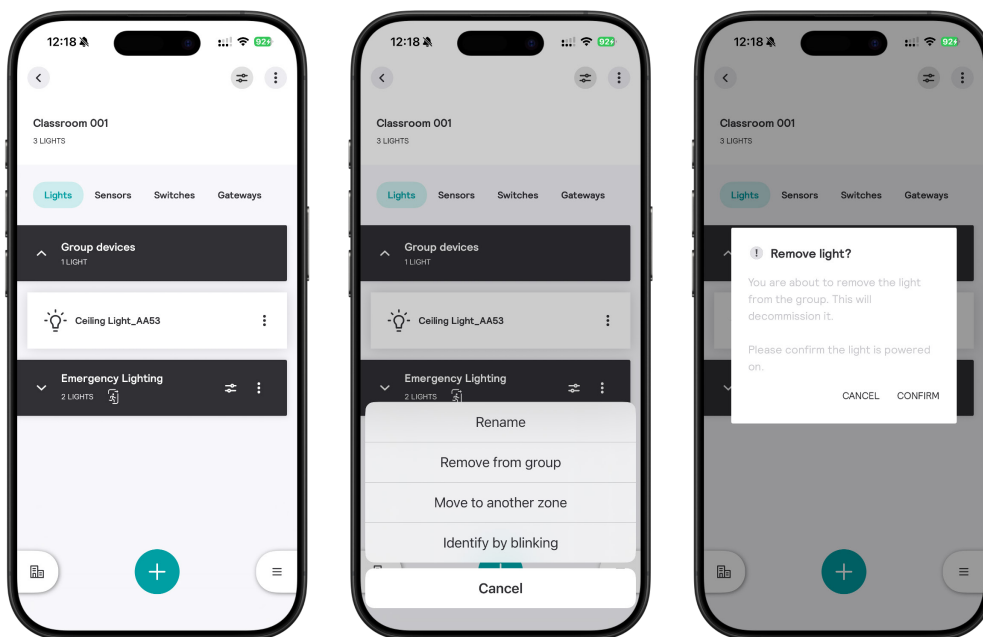 12:18
92
Classroom 001
3 LIGHTS
Lights Sensors Switches Gateways
Group devices
1 LIGHT
Ceiling Light_AA53
Emergency Lighting
2 LIGHTS
12:18
92
Classroom 001
3 LIGHTS
Lights Sensors Switches Gateways
Group devices
1 LIGHT
Ceiling Light_AA53
Emergency Lighting
2 LIGHTS
Rename
Remove from group
Move to another zone
Identify by blinking
Cancel
12:18
92
Classroom 001
3 LIGHTS
Lights Sensors Switches Gateways
! Remove light?
You are about to remove the light
from the group. This will
decommission it.
Please confirm the light is powered
on.
CANCEL CONFIRM